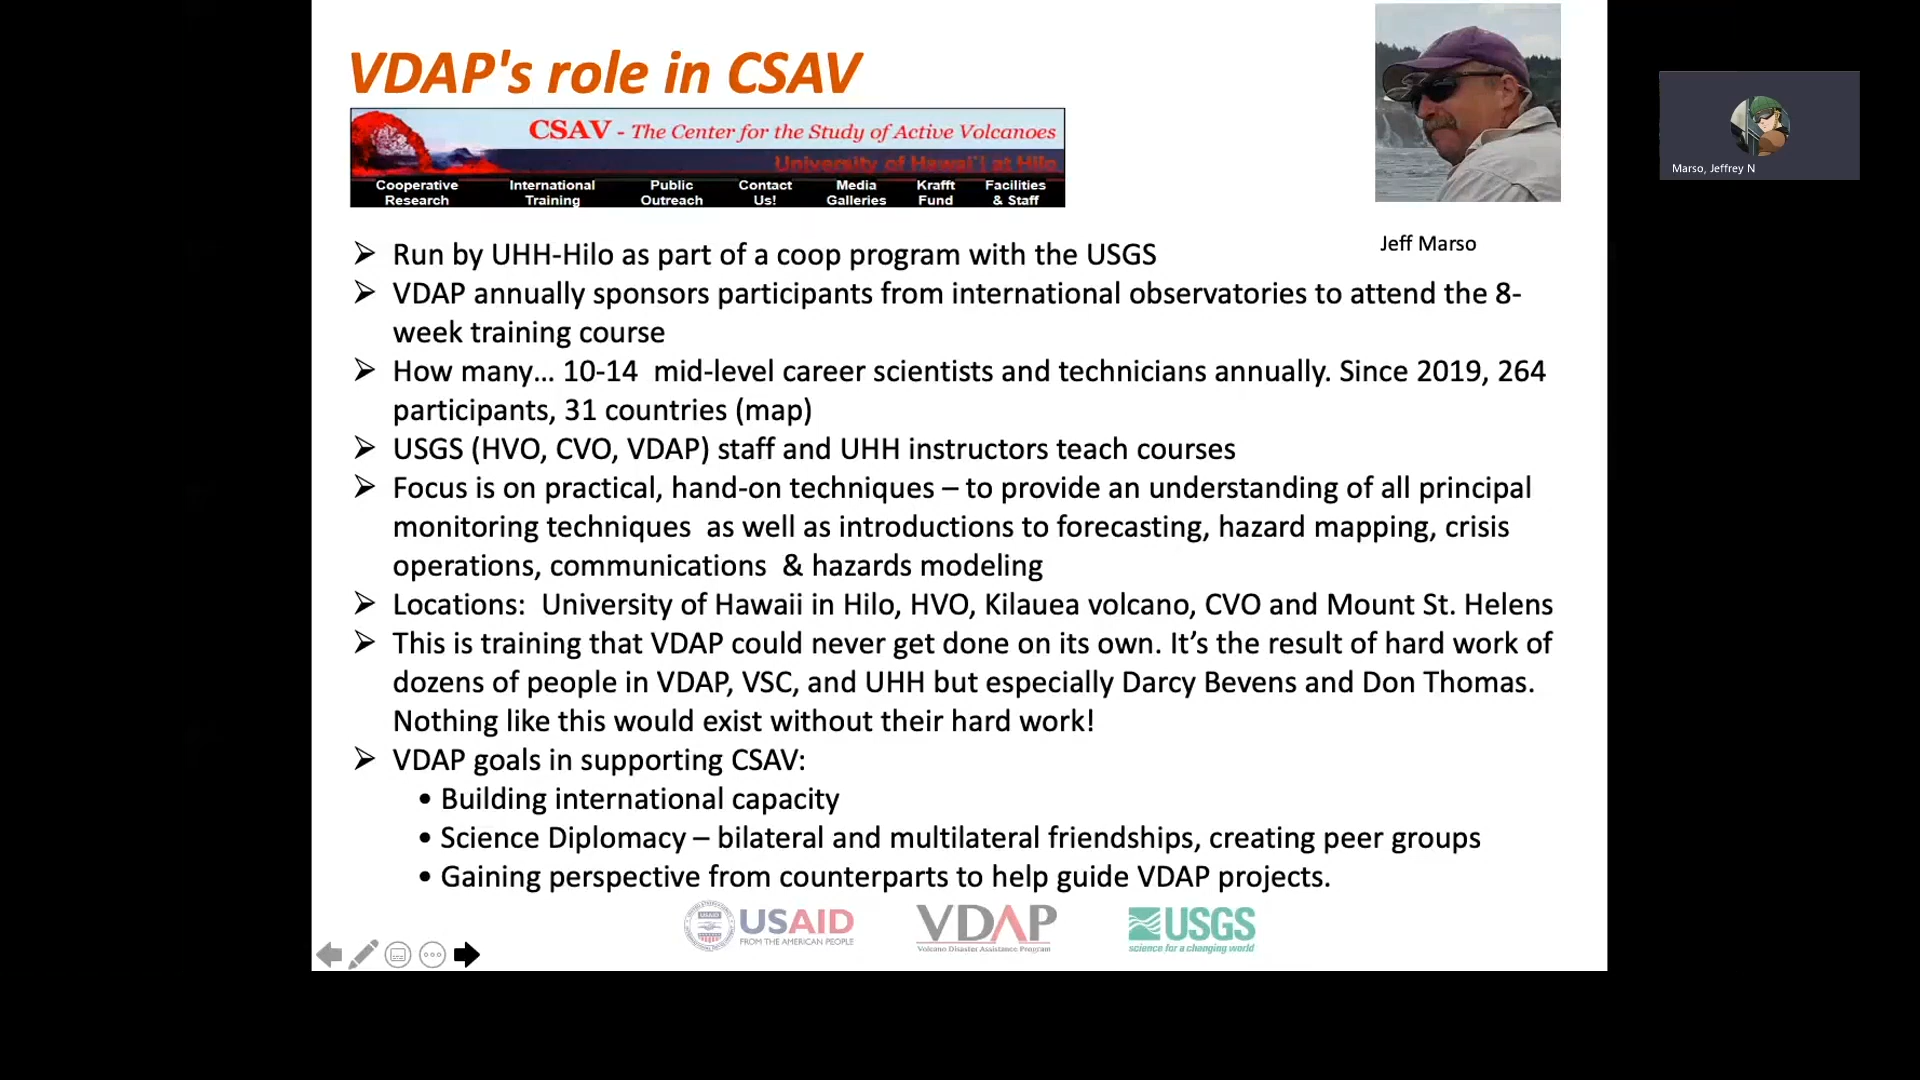 VDAP's role in CSAV
CSAV - The Center for the Study of Active Volcanoes
University of Hawai'i at Hilo
Cooperative Research
International Training
Public Outreach
Contact Us!
Media Galleries
Krafft Fund
Facilities & Staff
Jeff Marso
Marso, Jeffrey N
➢ Run by UHH-Hilo as part of a coop program with the USGS
➢ VDAP annually sponsors participants from international observatories to attend the 8-
week training course
➢ How many... 10-14 mid-level career scientists and technicians annually. Since 2019, 264
participants, 31 countries (map)
➢ USGS (HVO, CVO, VDAP) staff and UHH instructors teach courses
➢ Focus is on practical, hand-on techniques – to provide an understanding of all principal
monitoring techniques as well as introductions to forecasting, hazard mapping, crisis
operations, communications & hazards modeling
➢ Locations: University of Hawaii in Hilo, HVO, Kilauea volcano, CVO and Mount St. Helens
➢ This is training that VDAP could never get done on its own. It's the result of hard work of
dozens of people in VDAP, VSC, and UHH but especially Darcy Bevens and Don Thomas.
Nothing like this would exist without their hard work!
➢ VDAP goals in supporting CSAV:
• Building international capacity
• Science Diplomacy – bilateral and multilateral friendships, creating peer groups
• Gaining perspective from counterparts to help guide VDAP projects.
USAID
FROM THE AMERICAN PEOPLE
VDAP
Volcano Disaster Assistance Program
USGS
science for a changing world